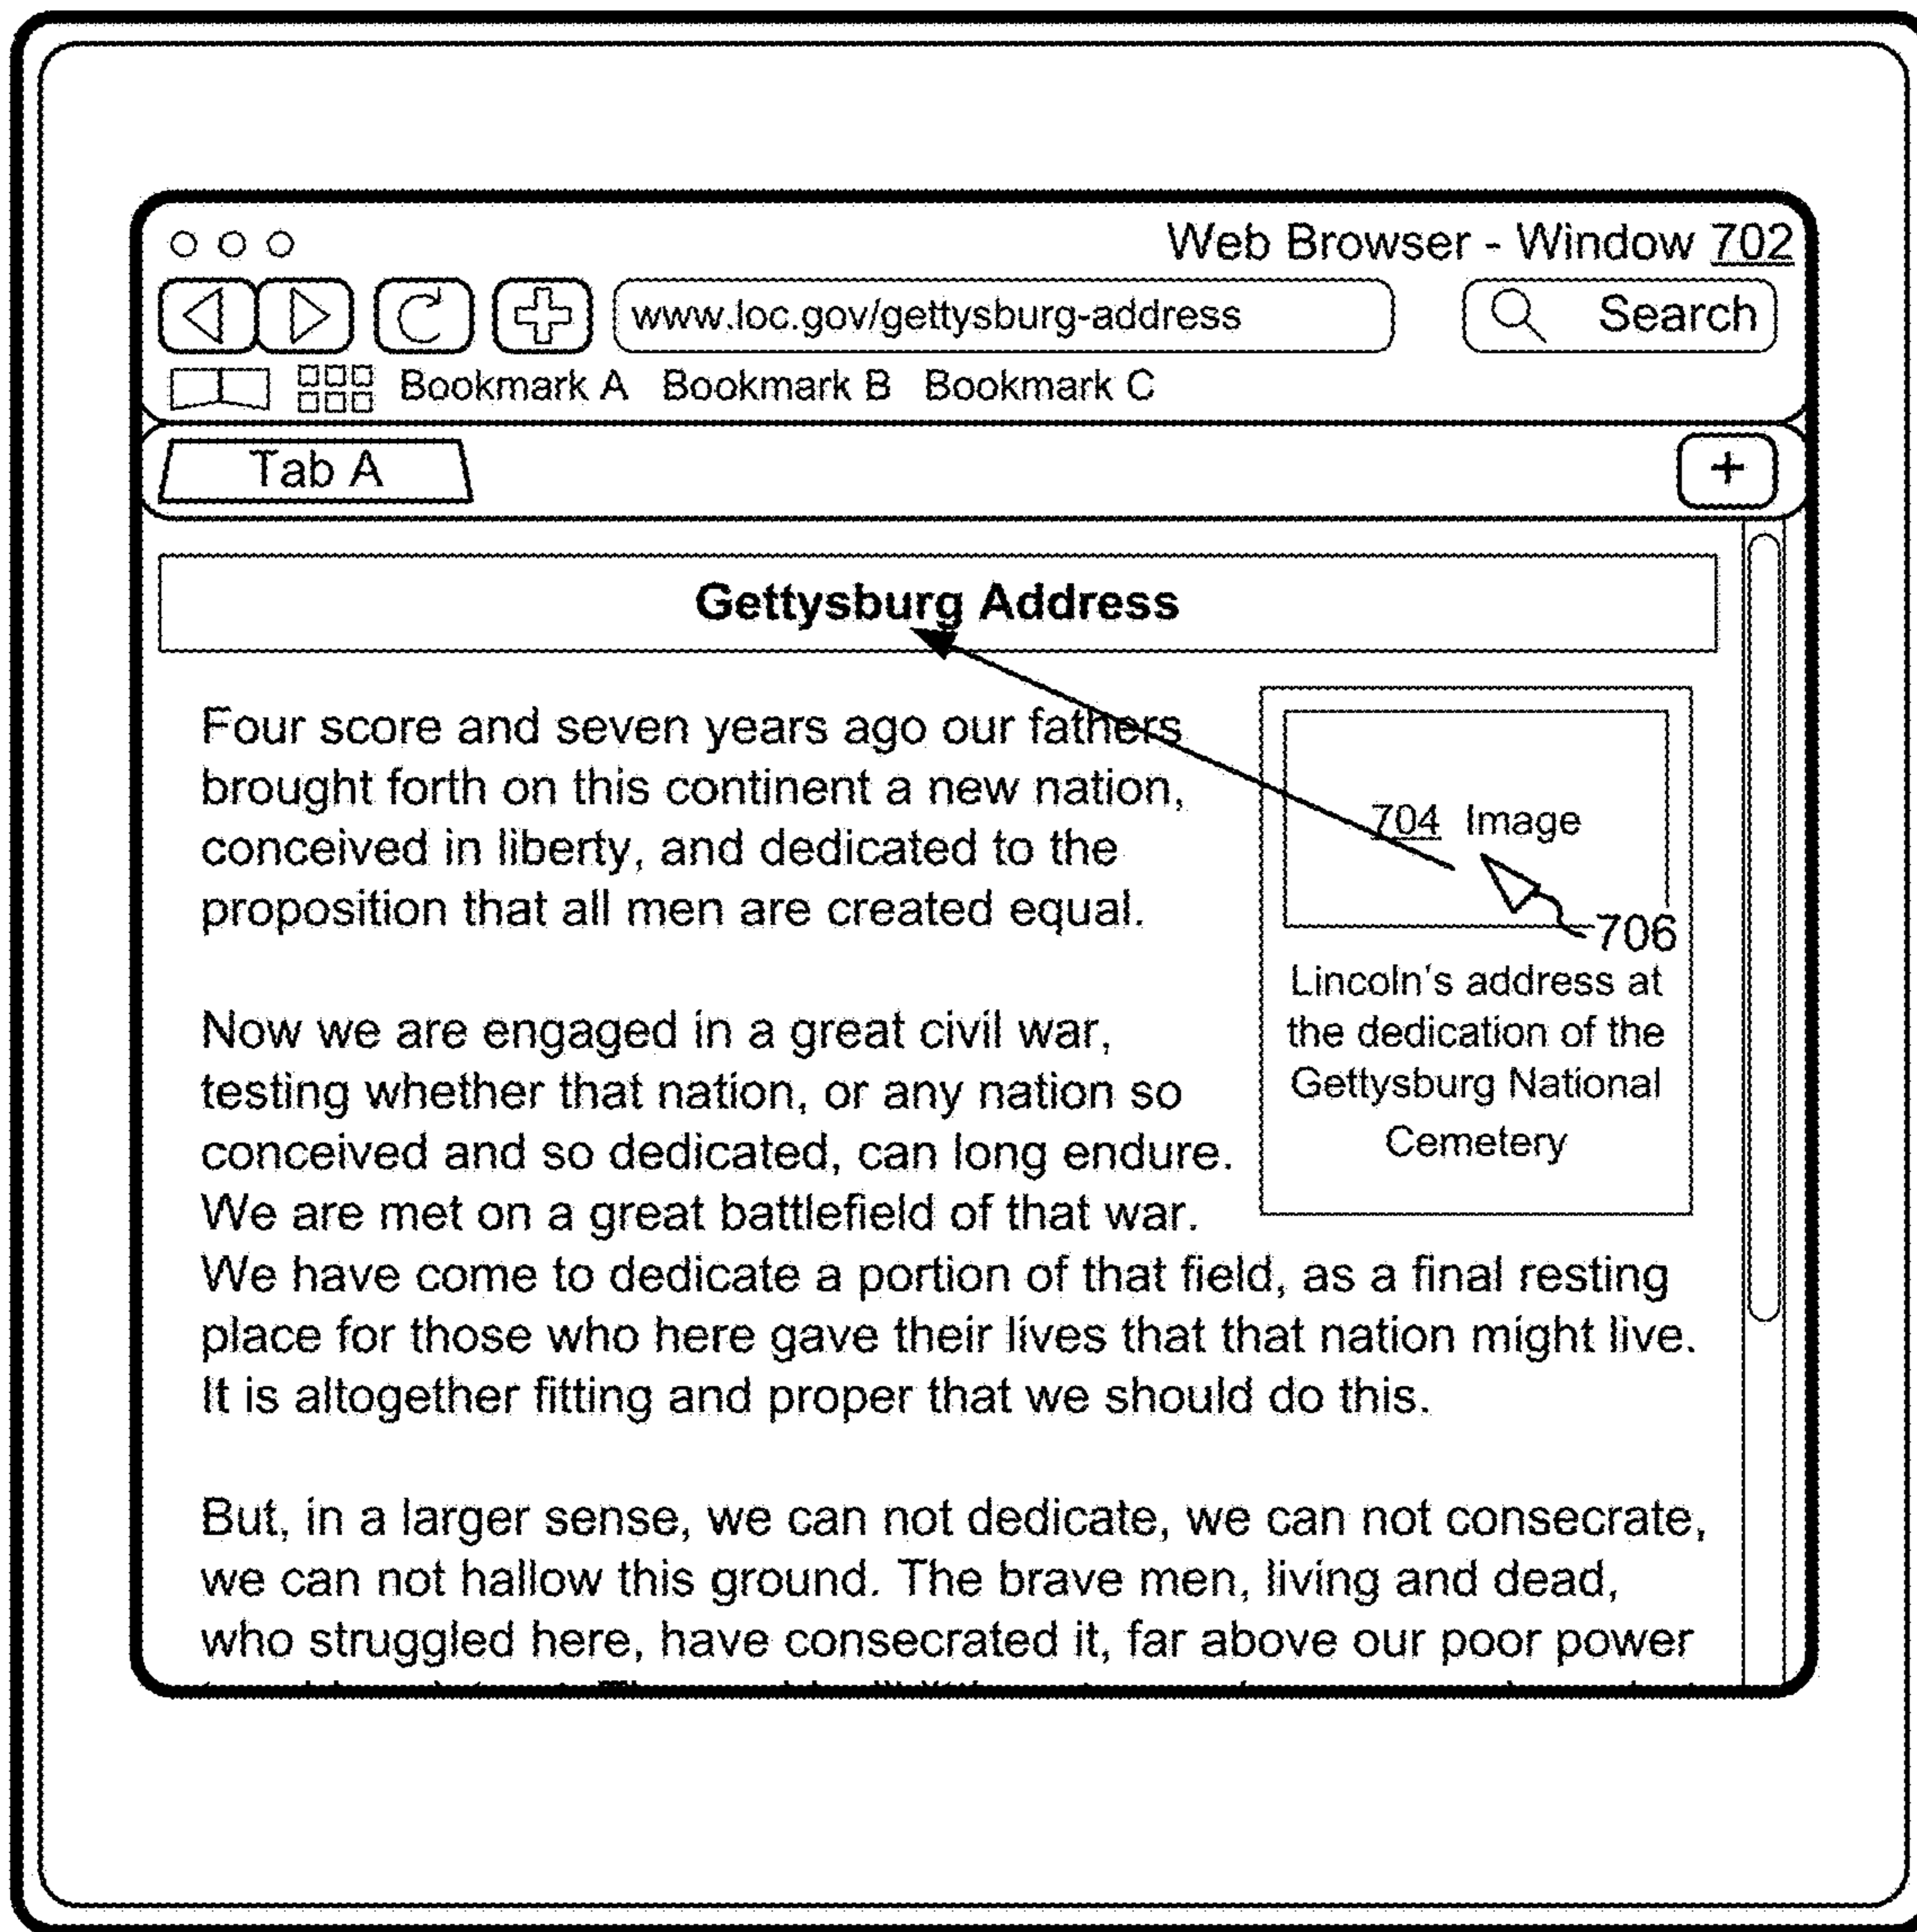 Web Browser - Window 702
www.loc.gov/gettysburg-address
Search
Bookmark A Bookmark B Bookmark C
Tab A
+
Gettysburg Address
Four score and seven years ago our fathers
brought forth on this continent a new nation,
conceived in liberty, and dedicated to the
proposition that all men are created equal.
704 Image
706
Lincoln's address at
the dedication of the
Gettysburg National
Cemetery
Now we are engaged in a great civil war,
testing whether that nation, or any nation so
conceived and so dedicated, can long endure.
We are met on a great battlefield of that war.
We have come to dedicate a portion of that field, as a final resting
place for those who here gave their lives that that nation might live.
It is altogether fitting and proper that we should do this.
But, in a larger sense, we can not dedicate, we can not consecrate,
we can not hallow this ground. The brave men, living and dead,
who struggled here, have consecrated it, far above our poor power